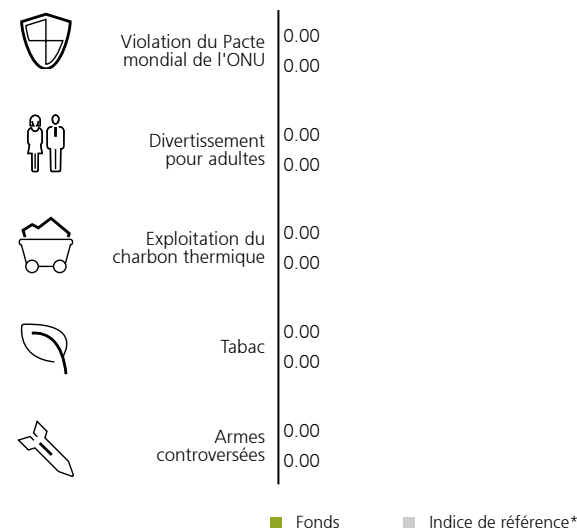 Violation du Pacte
mondial de l'ONU
0.00
0.00
Divertissement
pour adultes
0.00
0.00
Exploitation du
charbon thermique
0.00
0.00
Tabac
0.00
0.00
Armes
controversées
0.00
0.00
Fonds
Indice de référence*